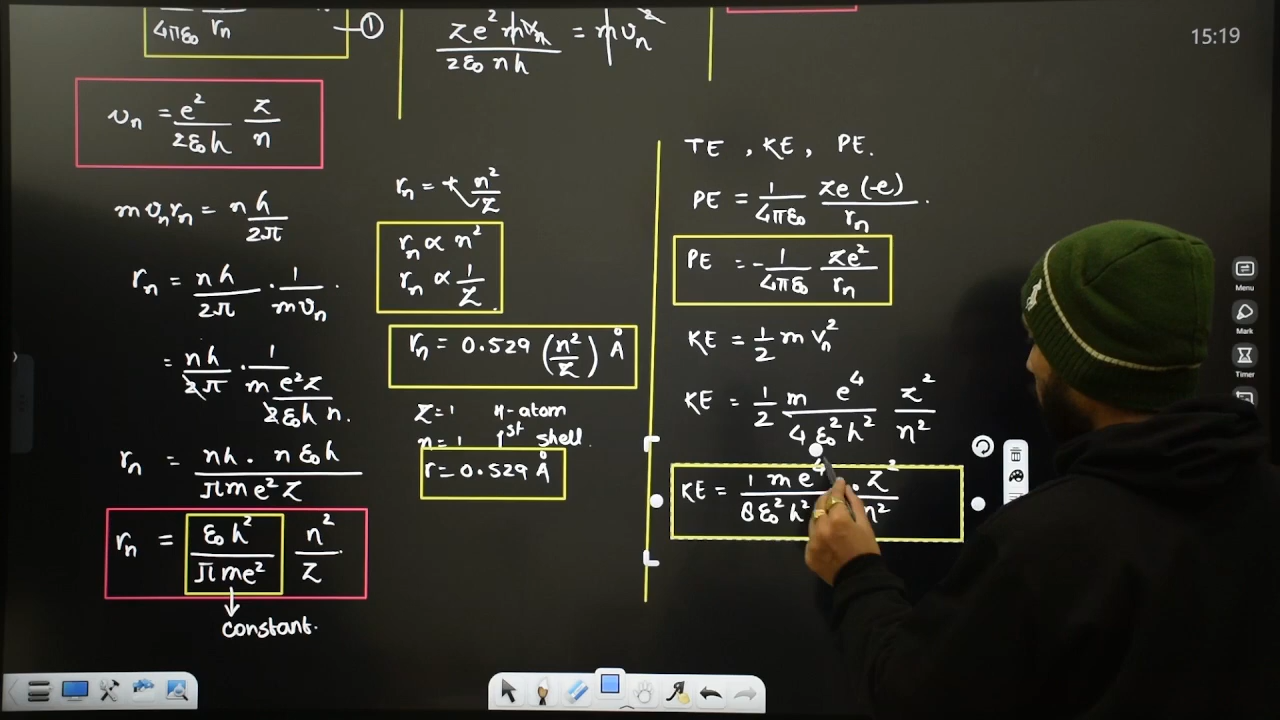 4πε₀ rₙ — ①
vₙ = e²/2ε₀h z/n
m vₙ rₙ = n h/2π
rₙ = nh/2π · 1/mvₙ.
= nh/2π · 1/m e²z/2ε₀h n.
rₙ = nh . n ε₀h/πme²z
rₙ = ε₀h²/πme² n²/z.
constant.
ze² m vₙ/2ε₀ nh = m vₙ²
rₙ = + n²/z
rₙ ∝ n²
rₙ ∝ 1/z.
rₙ = 0.529 (n²/z) Å
z=1 H-atom
n=1 1st shell.
r=0.529 Å
TE , KE , PE.
PE = 1/4πε₀ ze (-e)/rₙ.
PE = -1/4πε₀ ze²/rₙ
KE = 1/2 m vₙ²
KE = 1/2 m e⁴/4ε₀²h² z²/n²
KE = 1 me⁴/8ε₀²h² . z²/n²
15:19
Menu
Mark
Timer